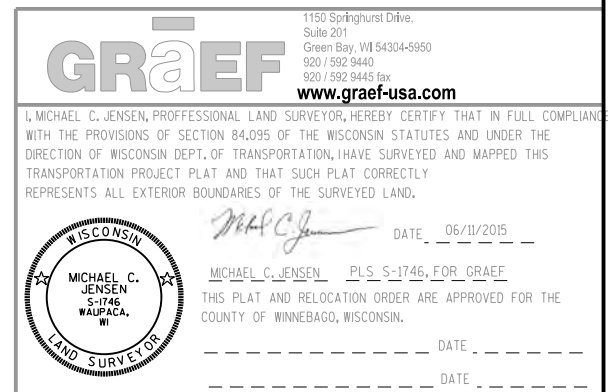 GRāEF
1150 Springhurst Drive,
Suite 201
Green Bay, WI 54304-5950
920 / 592 9440
920 / 592 9445 fax
www.graef-usa.com
I, MICHAEL C. JENSEN, PROFFESSIONAL LAND SURVEYOR, HEREBY CERTIFY THAT IN FULL COMPLIANCE
WITH THE PROVISIONS OF SECTION 84.095 OF THE WISCONSIN STATUTES AND UNDER THE
DIRECTION OF WISCONSIN DEPT. OF TRANSPORTATION, I HAVE SURVEYED AND MAPPED THIS
TRANSPORTATION PROJECT PLAT AND THAT SUCH PLAT CORRECTLY
REPRESENTS ALL EXTERIOR BOUNDARIES OF THE SURVEYED LAND.
WISCONSIN
MICHAEL C.
JENSEN
S-1746
WAUPACA,
WI
LAND SURVEYOR
Michael C. Jensen DATE 06/11/2015
MICHAEL C. JENSEN PLS S-1746, FOR GRAEF
THIS PLAT AND RELOCATION ORDER ARE APPROVED FOR THE
COUNTY OF WINNEBAGO, WISCONSIN.
DATE
DATE